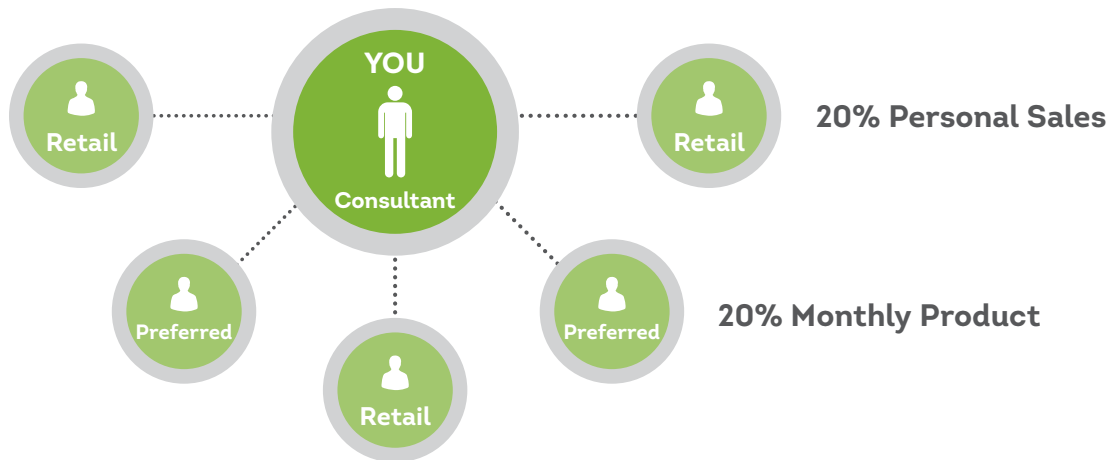 YOU
Consultant
Retail
Retail
20% Personal Sales
Preferred
Preferred
20% Monthly Product
Retail